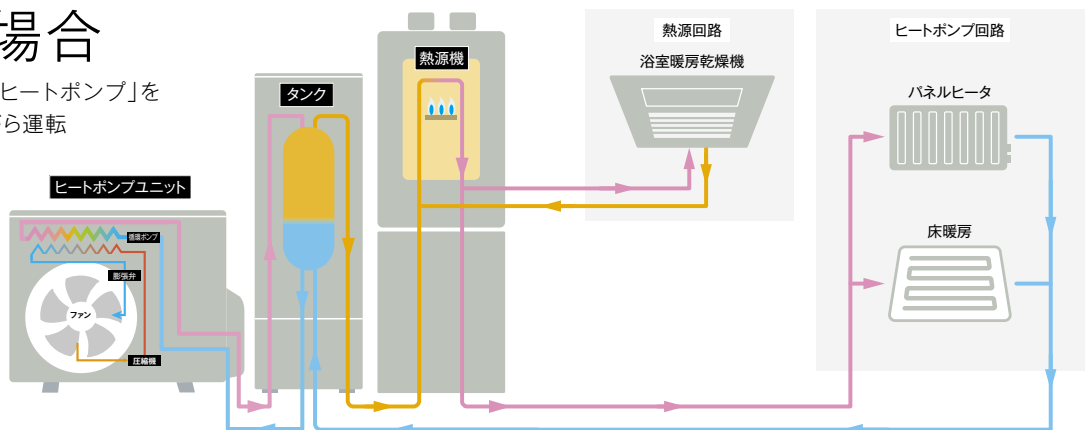 場合
ヒートポンプ」を
ら運転
ヒートポンプユニット
循環ポンプ
膨張弁
ファン
圧縮機
タンク
熱源機
熱源回路
浴室暖房乾燥機
ヒートポンプ回路
パネルヒータ
床暖房